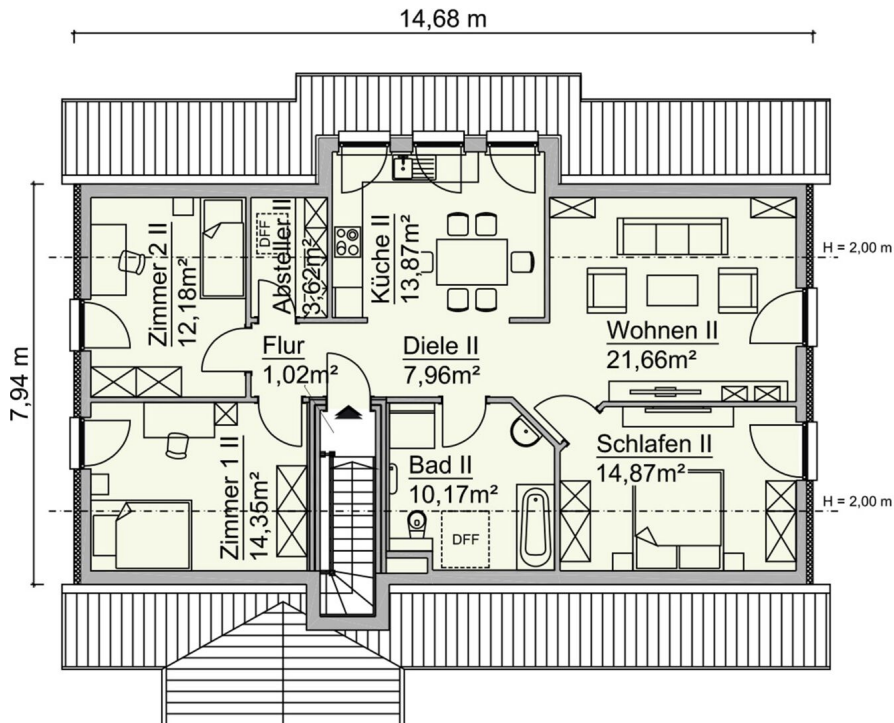 14,68 m
7,94 m
Zimmer 2 II
12,18m²
DFF
Absteller II
3,62m²
Küche II
13,87m²
H = 2,00 m
Wohnen II
21,66m²
Flur
1,02m²
Diele II
7,96m²
Zimmer 1 II
14,35m²
Bad II
10,17m²
DFF
Schlafen II
14,87m²
H = 2,00 m